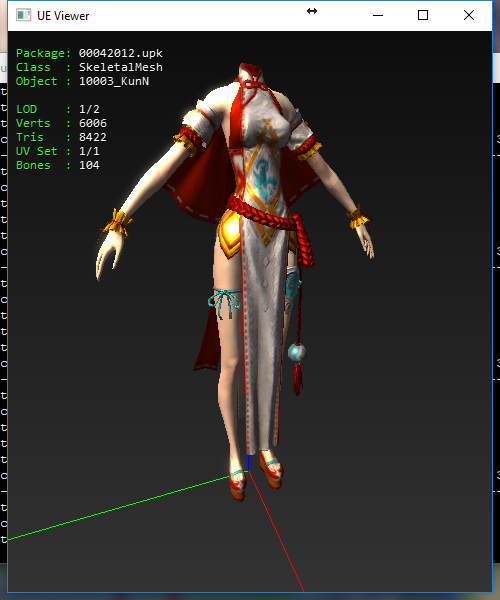 UE Viewer
Package: 00042012.upk
Class : SkeletalMesh
Object : 10003_KunN
LOD : 1/2
Verts : 6006
Tris : 8422
UV Set : 1/1
Bones : 104